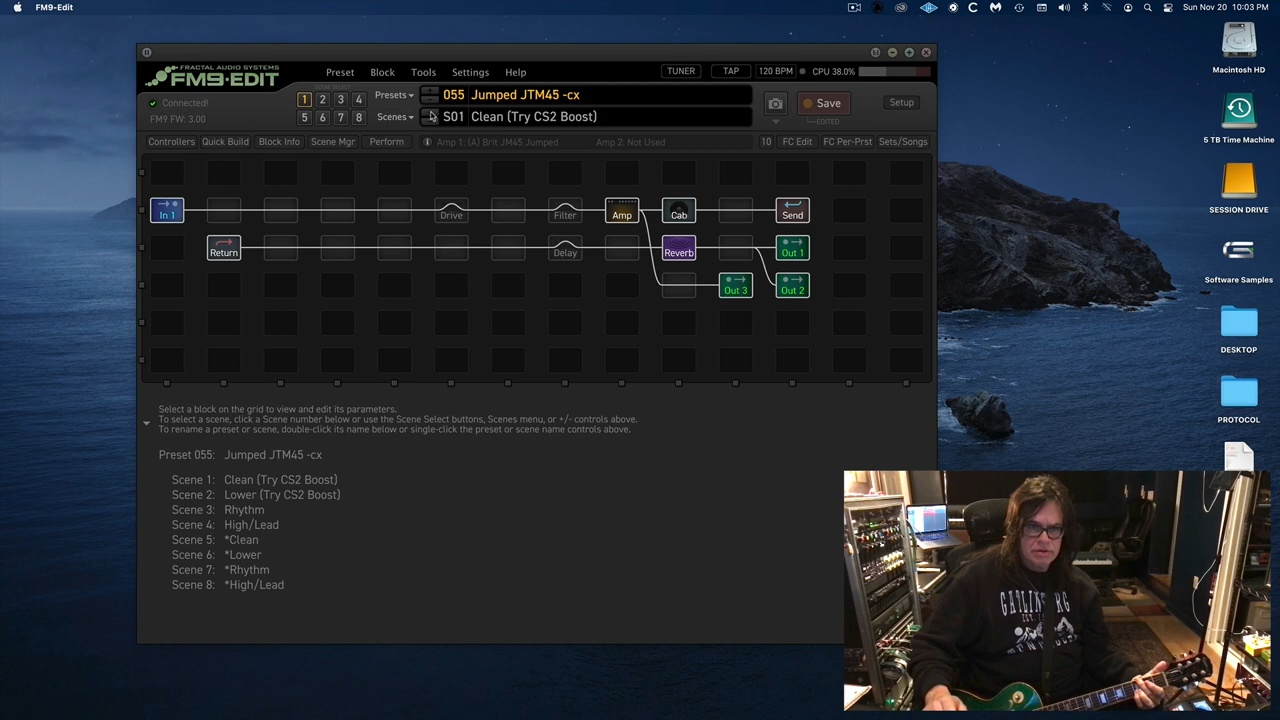 FM9-Edit
Sun Nov 20 10:03 PM
FRACTAL AUDIO SYSTEMS
FM9-EDIT
Preset Block Tools Settings Help
TUNER TAP 120 BPM CPU 38.0%
Connected!
FM9 FW: 3.00
SCENE SELECT
1 2 3 4
5 6 7 8
Presets 055 Jumped JTM45 -cx
Scenes S01 Clean (Try CS2 Boost)
Save
EDITED
Setup
Controllers Quick Build Block Info Scene Mgr Perform Amp 1: (A) Brit JM45 Jumped Amp 2: Not Used 10 FC Edit FC Per-Prst Sets/Songs
In 1 Drive Filter Amp Cab Send
Return Delay Reverb Out 1
Out 3 Out 2
Select a block on the grid to view and edit its parameters.
To select a scene, click a Scene number below or use the Scene Select buttons, Scenes menu, or +/- controls above.
To rename a preset or scene, double-click its name below or single-click the preset or scene name controls above.
Preset 055: Jumped JTM45 -cx
Scene 1: Clean (Try CS2 Boost)
Scene 2: Lower (Try CS2 Boost)
Scene 3: Rhythm
Scene 4: High/Lead
Scene 5: *Clean
Scene 6: *Lower
Scene 7: *Rhythm
Scene 8: *High/Lead
Macintosh HD
5 TB Time Machine
SESSION DRIVE
Software Samples
DESKTOP
PROTOCOL